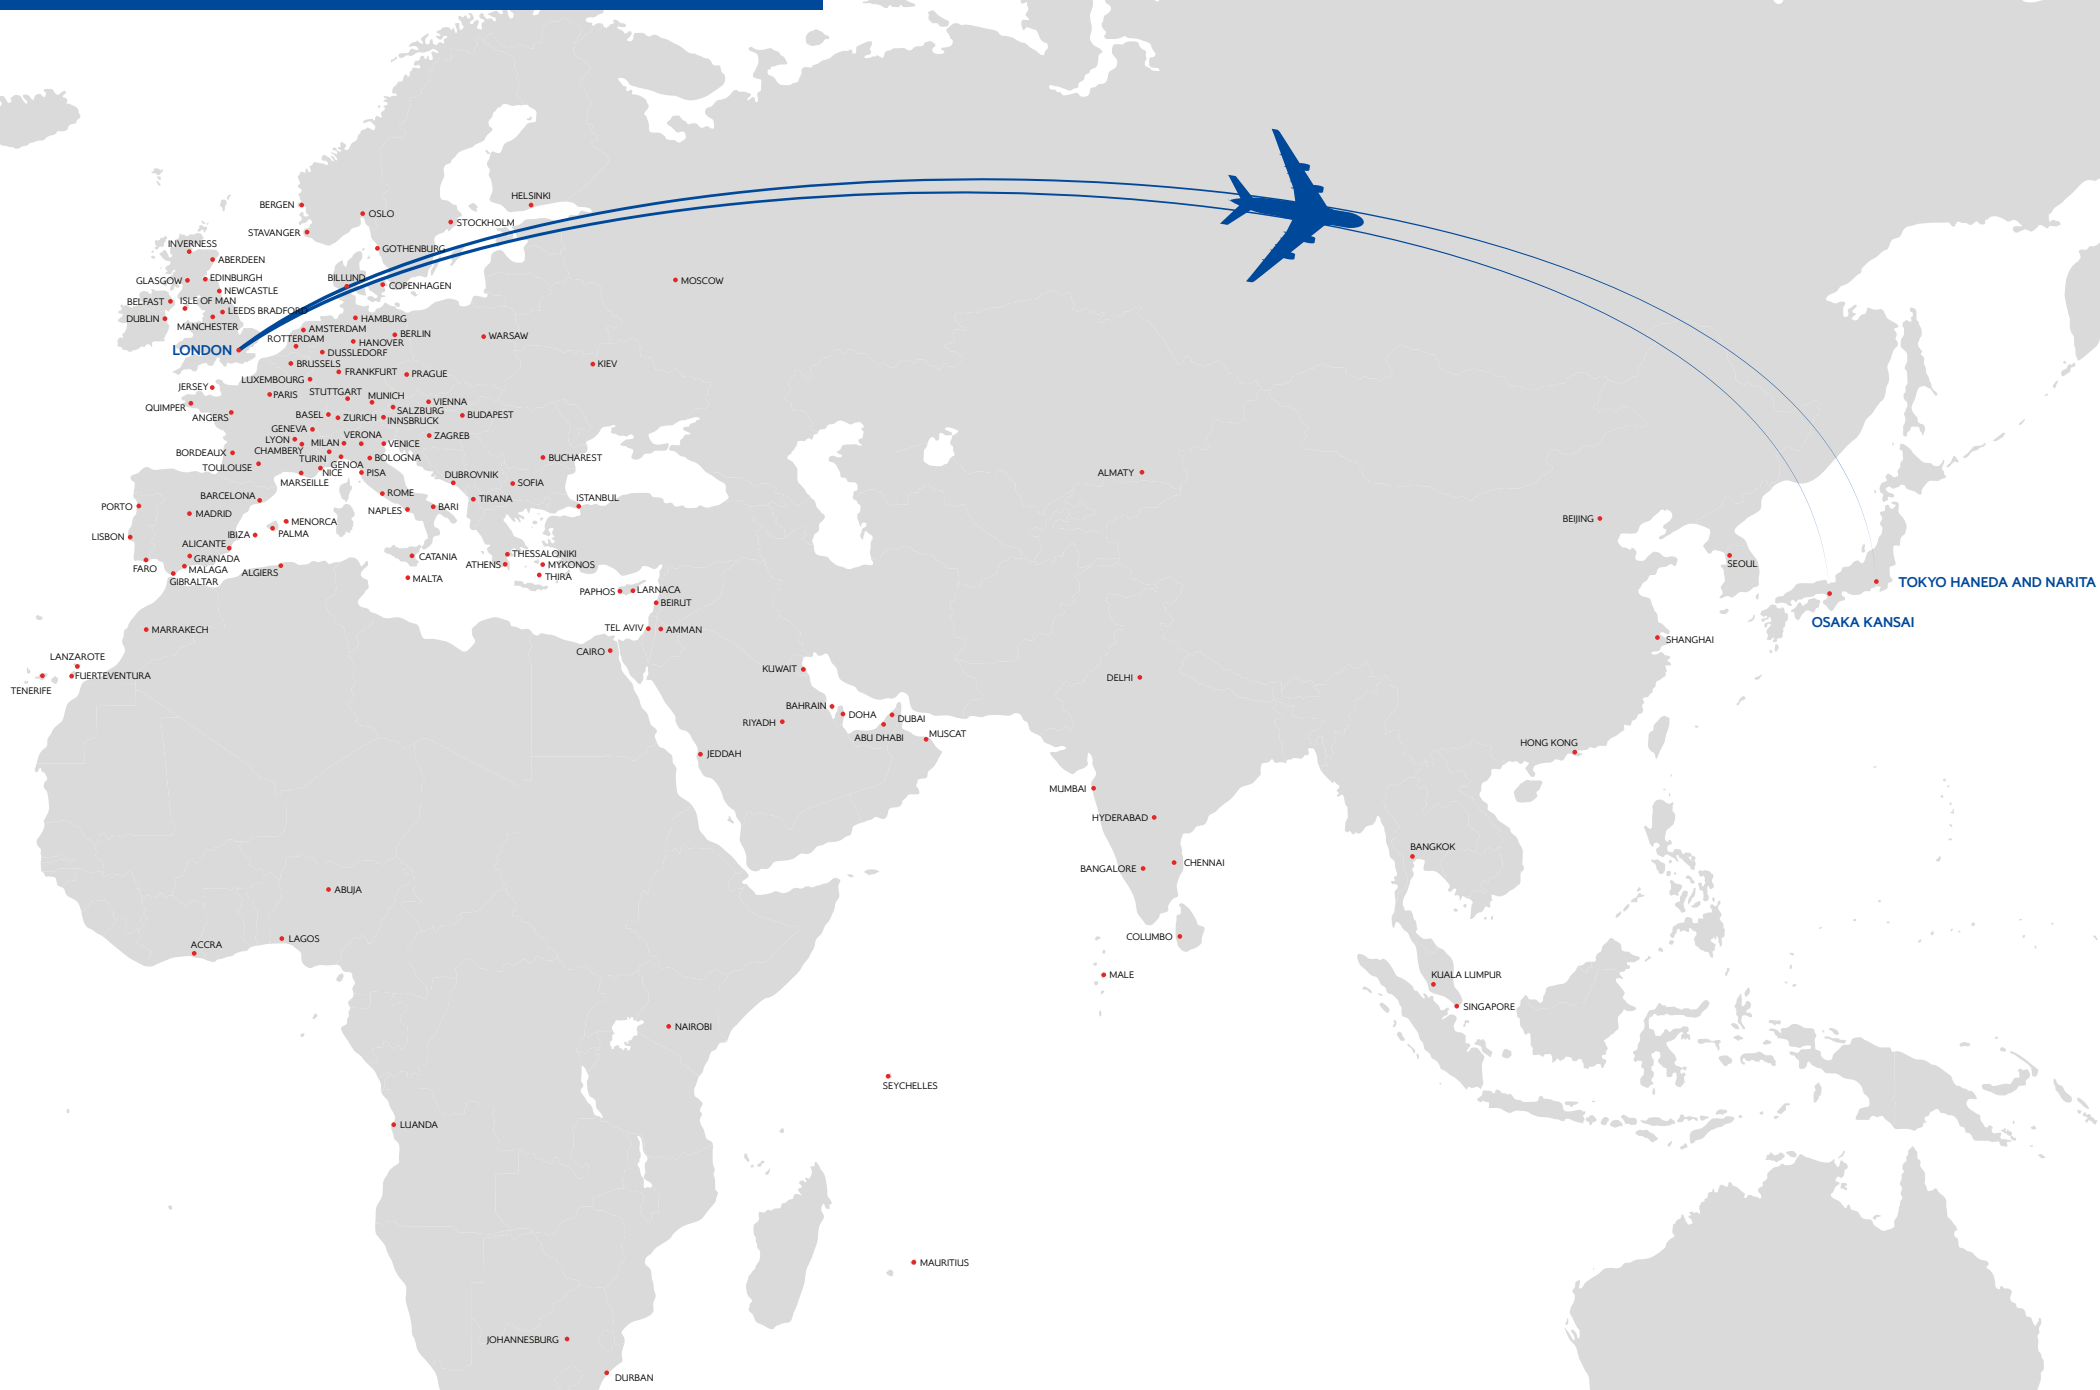 HELSINKI
BERGEN
OSLO
STOCKHOLM
STAVANGER
INVERNESS
GOTHENBURG
ABERDEEN
GLASGOW
EDINBURGH
BILLUND
COPENHAGEN
MOSCOW
NEWCASTLE
BELFAST
ISLE OF MAN
LEEDS BRADFORD
DUBLIN
MANCHESTER
HAMBURG
AMSTERDAM
BERLIN
WARSAW
ROTTERDAM
HANOVER
LONDON
DUSSLEDORF
BRUSSELS
KIEV
FRANKFURT
PRAGUE
LUXEMBOURG
JERSEY
PARIS
STUTTGART
MUNICH
VIENNA
QUIMPER
SALZBURG
ANGERS
BASEL
ZURICH
INNSBRUCK
BUDAPEST
GENEVA
VERONA
ZAGREB
LYON
MILAN
VENICE
CHAMBERY
BORDEAUX
TURIN
BOLOGNA
BUCHAREST
TOULOUSE
GENOA
NICE
PISA
ALMATY
MARSEILLE
DUBROVNIK
SOFIA
BARCELONA
ROME
TIRANA
ISTANBUL
PORTO
MADRID
NAPLES
BARI
BEIJING
MENORCA
LISBON
IBIZA
PALMA
ALICANTE
GRANADA
CATANIA
THESSALONIKI
FARO
MALAGA
ALGIERS
ATHENS
MYKONOS
SEOUL
GIBRALTAR
MALTA
THIRA
TOKYO HANEDA AND NARITA
PAPHOS
LARNACA
BEIRUT
OSAKA KANSAI
MARRAKECH
TEL AVIV
AMMAN
SHANGHAI
CAIRO
LANZAROTE
KUWAIT
FUERTEVENTURA
DELHI
TENERIFE
BAHRAIN
DOHA
DUBAI
RIYADH
ABU DHABI
MUSCAT
HONG KONG
JEDDAH
MUMBAI
HYDERABAD
BANGKOK
CHENNAI
BANGALORE
ABUJA
LAGOS
COLUMBO
ACCRA
MALE
KUALA LUMPUR
SINGAPORE
NAIROBI
SEYCHELLES
LUANDA
MAURITIUS
JOHANNESBURG
DURBAN